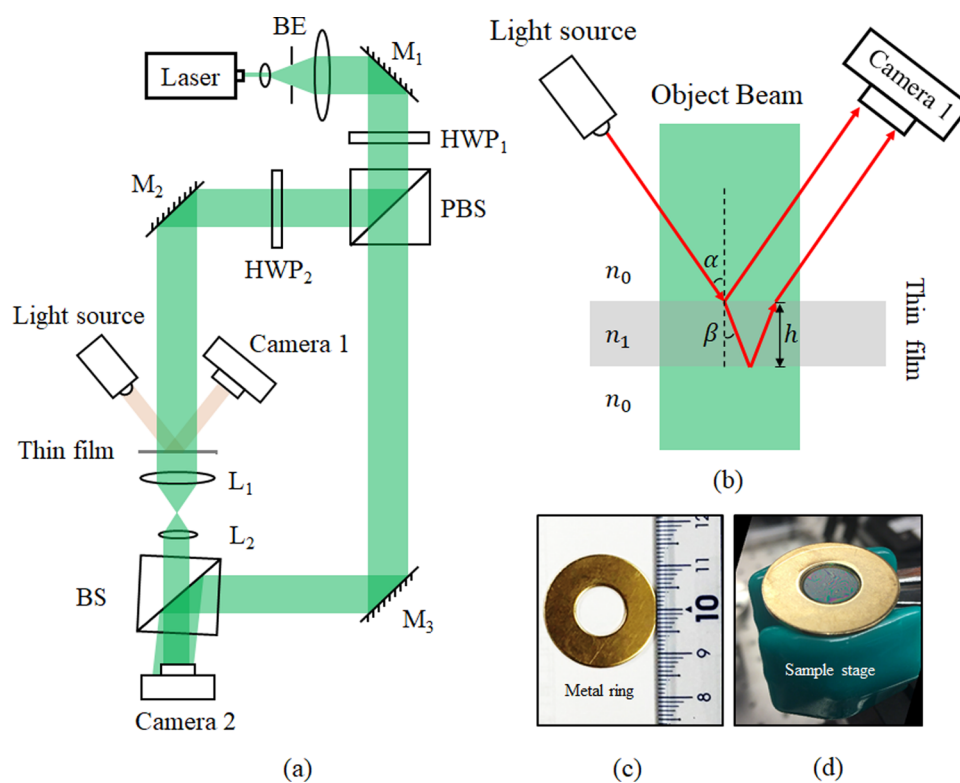 BE
M₁
Laser
HWP₁
M₂
PBS
HWP₂
Light source
Camera 1
Thin film
L₁
L₂
BS
M₃
Camera 2
(a)
Light source
Camera 1
Object Beam
α
n₀
n₁
β
h
n₀
Thin film
(b)
12
11
10
9
8
Metal ring
(c)
Sample stage
(d)